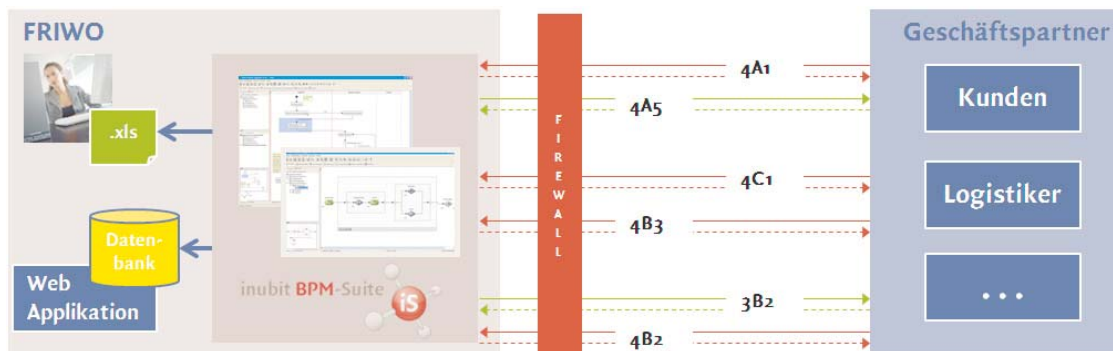 FRIWO
.xls
Daten-
bank
Web
Applikation
inubit BPM-Suite
iS
FIREWALL
4A1
4A5
4C1
4B3
3B2
4B2
Geschäftspartner
Kunden
Logistiker
...